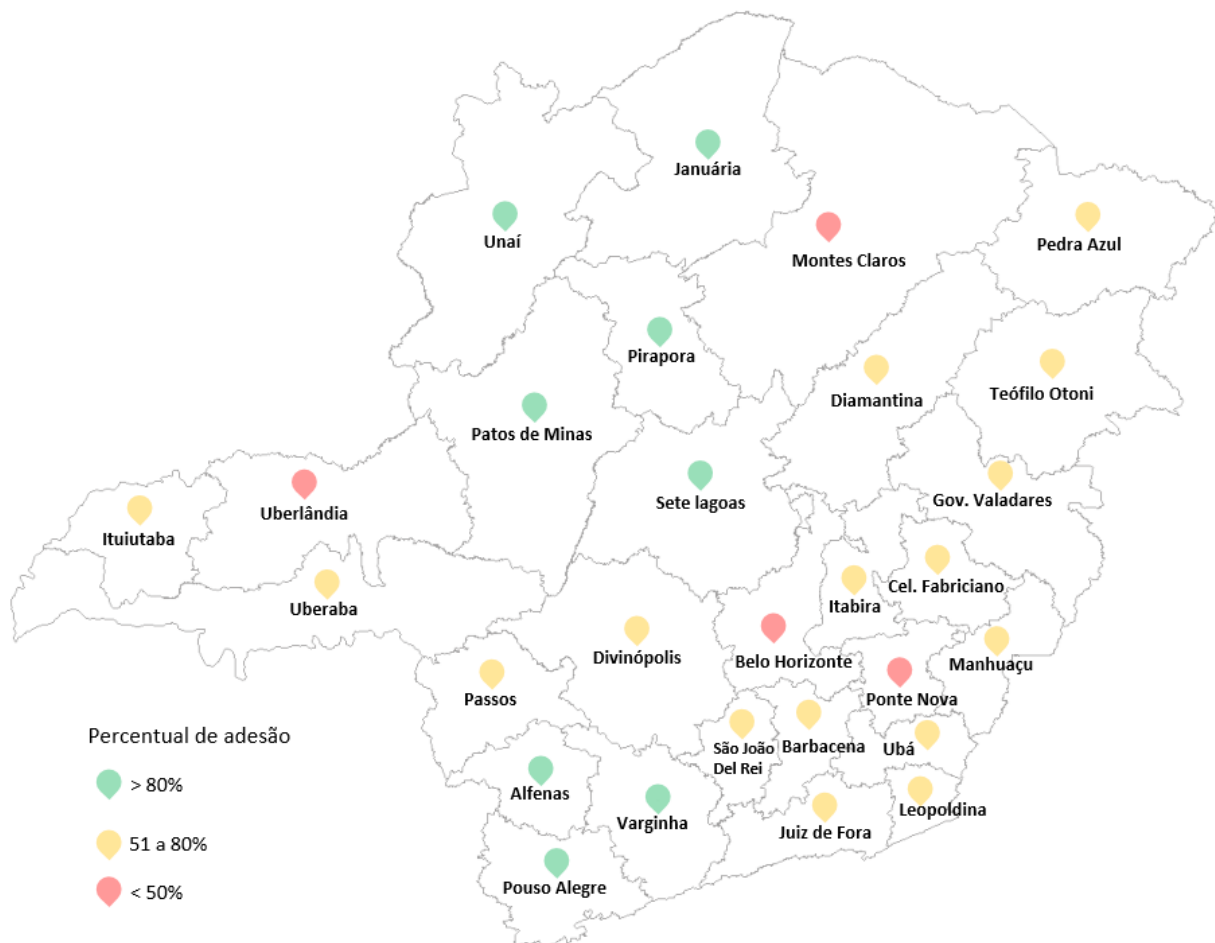 Januária
Unaí
Montes Claros
Pedra Azul
Pirapora
Diamantina
Teófilo Otoni
Patos de Minas
Sete lagoas
Gov. Valadares
Uberlândia
Ituiutaba
Cel. Fabriciano
Itabira
Uberaba
Divinópolis
Belo Horizonte
Manhuaçu
Passos
Ponte Nova
São João
Del Rei
Barbacena
Ubá
Alfenas
Varginha
Juiz de Fora
Leopoldina
Pouso Alegre
Percentual de adesão
> 80%
51 a 80%
< 50%